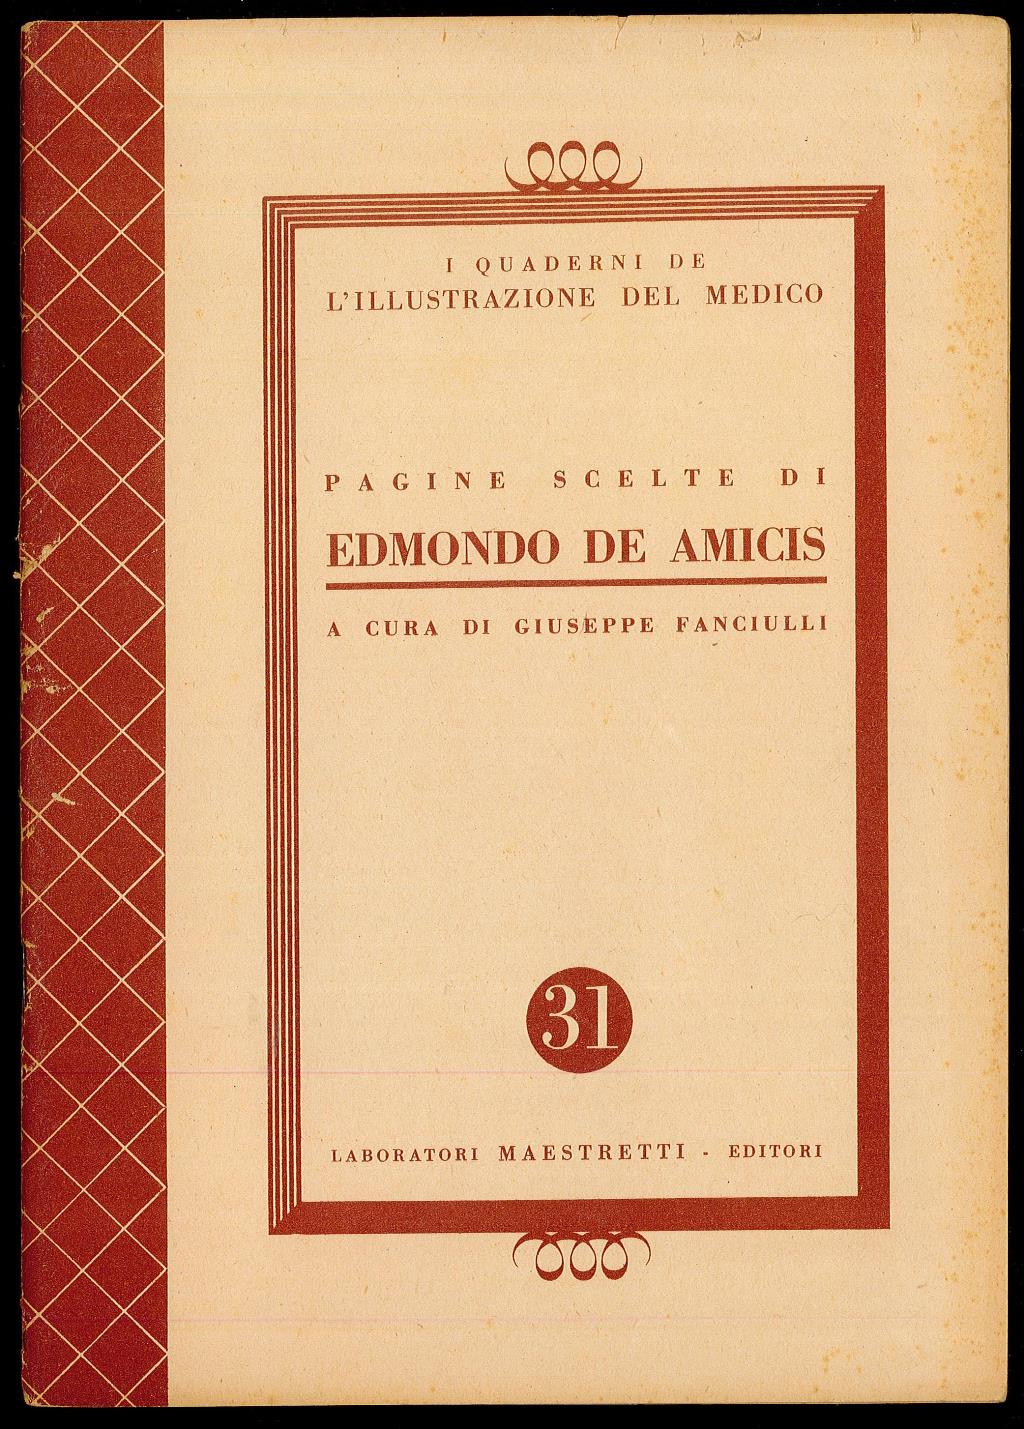 I QUADERNI DE
L'ILLUSTRAZIONE DEL MEDICO
PAGINE SCELTE DI
EDMONDO DE AMICIS
A CURA DI GIUSEPPE FANCIULLI
31
LABORATORI MAESTRETTI - EDITORI